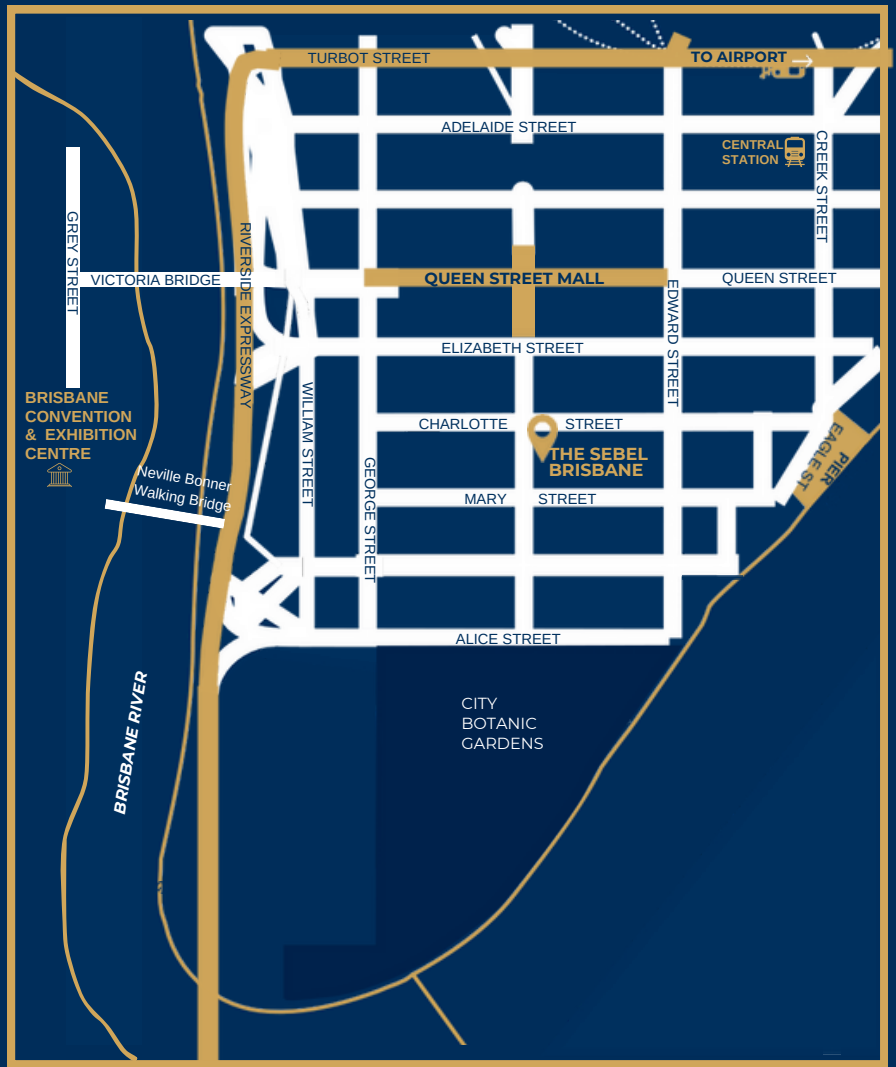 TURBOT STREET
TO AIRPORT →
ADELAIDE STREET
CENTRAL
STATION
CREEK STREET
GREY STREET
RIVERSIDE EXPRESSWAY
VICTORIA BRIDGE
QUEEN STREET MALL
QUEEN STREET
EDWARD STREET
ELIZABETH STREET
WILLIAM STREET
BRISBANE
CONVENTION
& EXHIBITION
CENTRE
CHARLOTTE STREET
THE SEBEL
BRISBANE
EAGLE ST
PIER
GEORGE STREET
Neville Bonner
Walking Bridge
MARY STREET
ALICE STREET
BRISBANE RIVER
CITY
BOTANIC
GARDENS